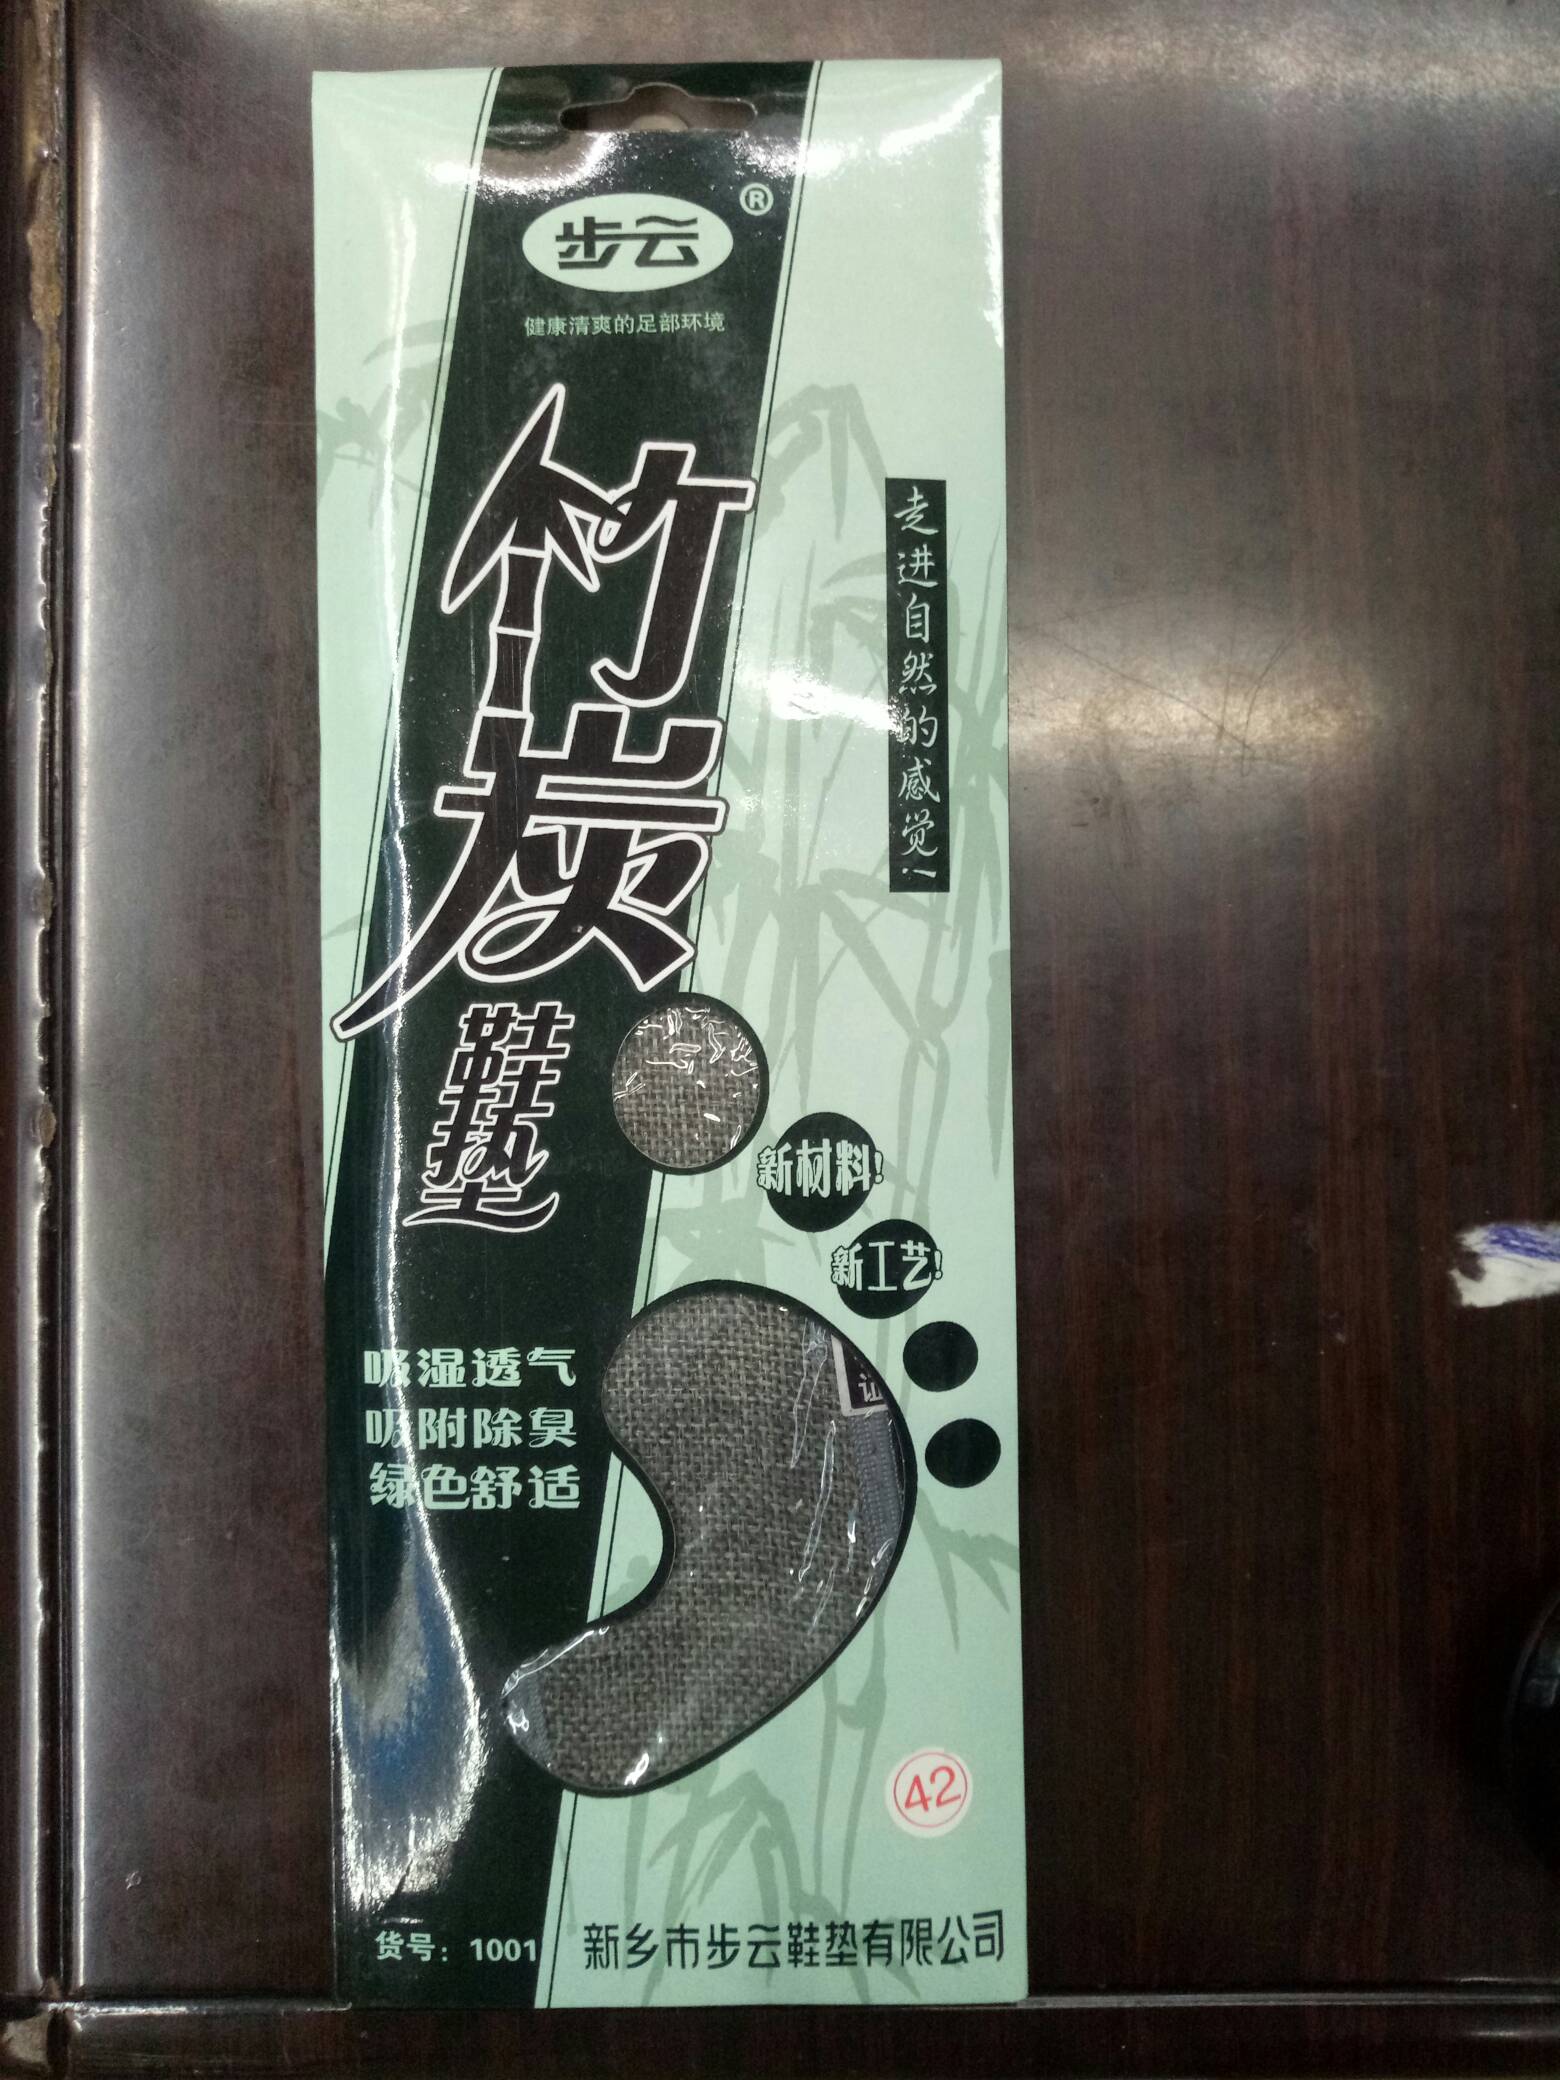 步云®
健康清爽的足部环境
竹炭
鞋垫
走进自然的感觉!
新材料!
新工艺!
吸湿透气
吸附除臭
绿色舒适
证
42
货号：1001
新乡市步云鞋垫有限公司